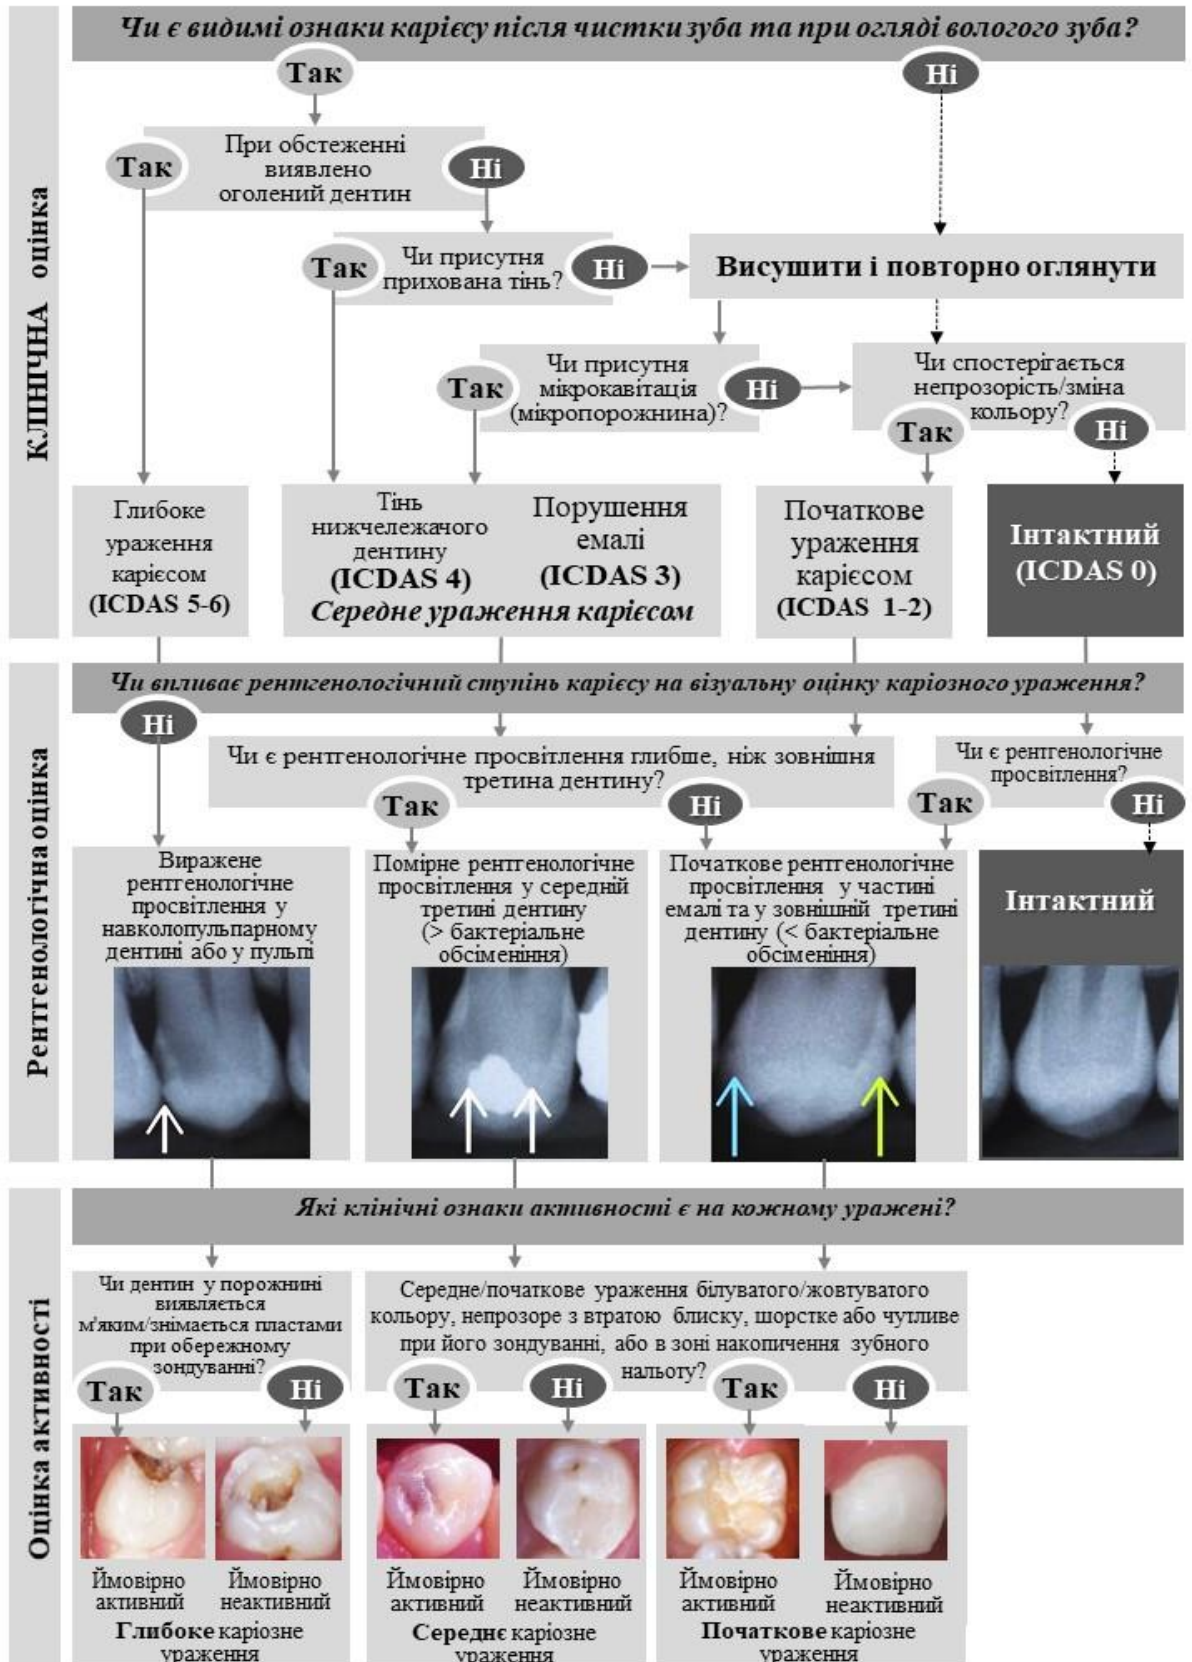 КЛІНІЧНА оцінка
Чи є видимі ознаки карієсу після чистки зуба та при огляді вологого зуба?
Так
Ні
При обстеженні
виявлено
оголений дентин
Так
Ні
Чи присутня
прихована тінь?
Так
Ні
Висушити і повторно оглянути
Чи присутня
мікрокавітація
(мікропорожнина)?
Так
Ні
Чи спостерігається
непрозорість/зміна
кольору?
Так
Ні
Глибоке
ураження
карієсом
(ICDAS 5-6)
Тінь
нижчележачого
дентину
(ICDAS 4)
Порушення
емалі
(ICDAS 3)
Середне ураження карієсом
Початкове
ураження
карієсом
(ICDAS 1-2)
Інтактний
(ICDAS 0)
Рентгенологічна оцінка
Чи впливає рентгенологічний ступінь карієсу на візуальну оцінку каріозного ураження?
Ні
Чи є рентгенологічне просвітлення глибше, ніж зовнішня
третина дентину?
Так
Ні
Чи є рентгенологічне
просвітлення?
Так
Ні
Виражене
рентгенологічне
просвітлення у
навколопульпарному
дентині або у пульпі
Помірне рентгенологічне
просвітлення у середній
третині дентину
(> бактеріальне
обсіменіння)
Початкове рентгенологічне
просвітлення у частині
емалі та у зовнішній третині
дентину (< бактеріальне
обсіменіння)
Інтактний
Оцінка активності
Які клінічні ознаки активності є на кожному уражені?
Чи дентин у порожнині
виявляється
м'яким/знімається пластами
при обережному
зондуванні?
Так
Ні
Середне/початкове ураження білуватого/жовтуватого
кольору, непрозоре з втратою блиску, шорстке або чутливе
при його зондуванні, або в зоні накопичення зубного
нальоту?
Так
Ні
Так
Ні
Ймовірно
активний
Ймовірно
неактивний
Глибоке каріозне
ураження
Ймовірно
активний
Ймовірно
неактивний
Середнє каріозне
ураження
Ймовірно
активний
Ймовірно
неактивний
Початкове каріозне
ураження